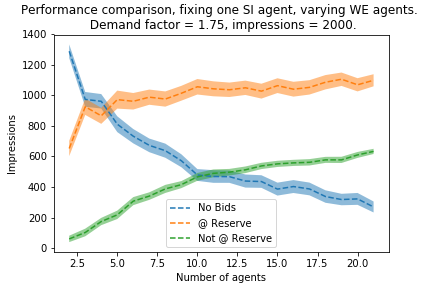 Performance comparison, fixing one SI agent, varying WE agents.
Demand factor = 1.75, impressions = 2000.
1400
1200
1000
800
600
400
200
0
Impressions
No Bids
@ Reserve
Not @ Reserve
2.5 5.0 7.5 10.0 12.5 15.0 17.5 20.0
Number of agents